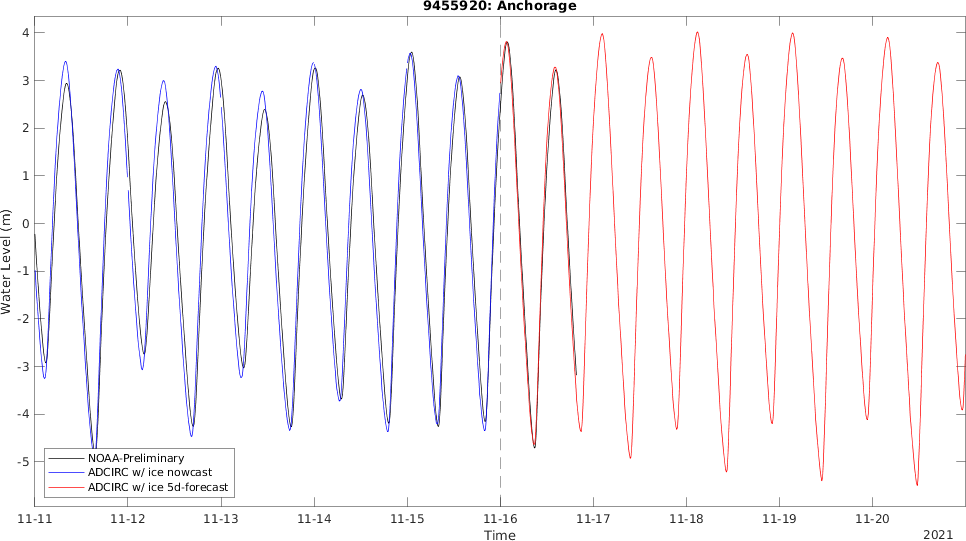 9455920: Anchorage
4
3
2
1
0
-1
-2
-3
-4
-5
Water Level (m)
NOAA-Preliminary
ADCIRC w/ ice nowcast
ADCIRC w/ ice 5d-forecast
11-11 11-12 11-13 11-14 11-15 11-16 11-17 11-18 11-19 11-20
Time
2021